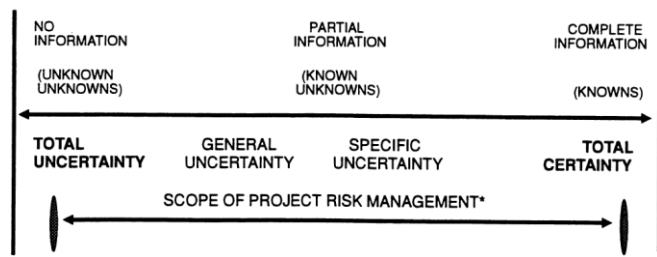 NO
INFORMATION
PARTIAL
INFORMATION
COMPLETE
INFORMATION
(UNKNOWN
UNKNOWNS)
(KNOWN
UNKNOWNS)
(KNOWNS)
TOTAL
UNCERTAINTY
GENERAL
UNCERTAINTY
SPECIFIC
UNCERTAINTY
TOTAL
CERTAINTY
SCOPE OF PROJECT RISK MANAGEMENT*